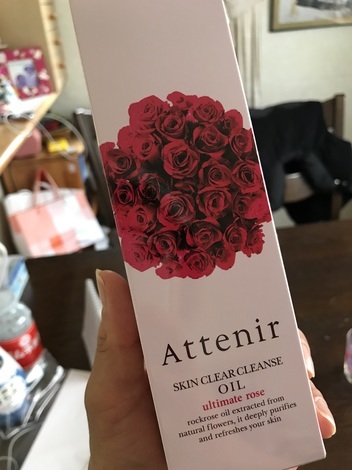 Attenir
SKIN CLEAR CLEANSE
OIL
ultimate rose
rockrose oil extracted from
natural flowers, it deeply purifies
and refreshes your skin